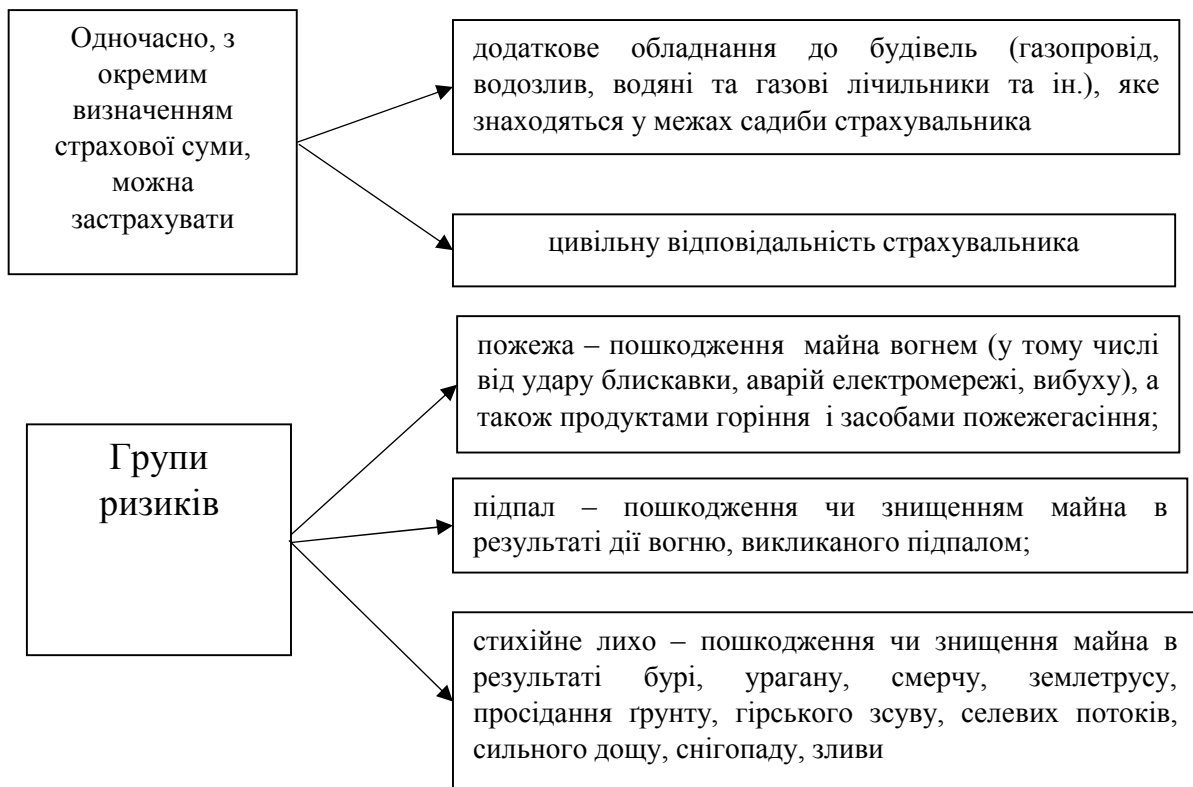 Одночасно, з
окремим
визначенням
страхової суми,
можна
застрахувати
додаткове обладнання до будівель (газопровід,
водозлив, водяні та газові лічильники та ін.), яке
знаходяться у межах садиби страхувальника
цивільну відповідальність страхувальника
Групи
ризиків
пожежа – пошкодження майна вогнем (у тому числі
від удару блискавки, аварій електромережі, вибуху), а
також продуктами горіння і засобами пожежегасіння;
підпал – пошкодження чи знищенням майна в
результаті дії вогню, викликаного підпалом;
стихійне лихо – пошкодження чи знищення майна в
результаті бурі, урагану, смерчу, землетрусу,
просідання ґрунту, гірського зсуву, селевих потоків,
сильного дощу, снігопаду, зливи